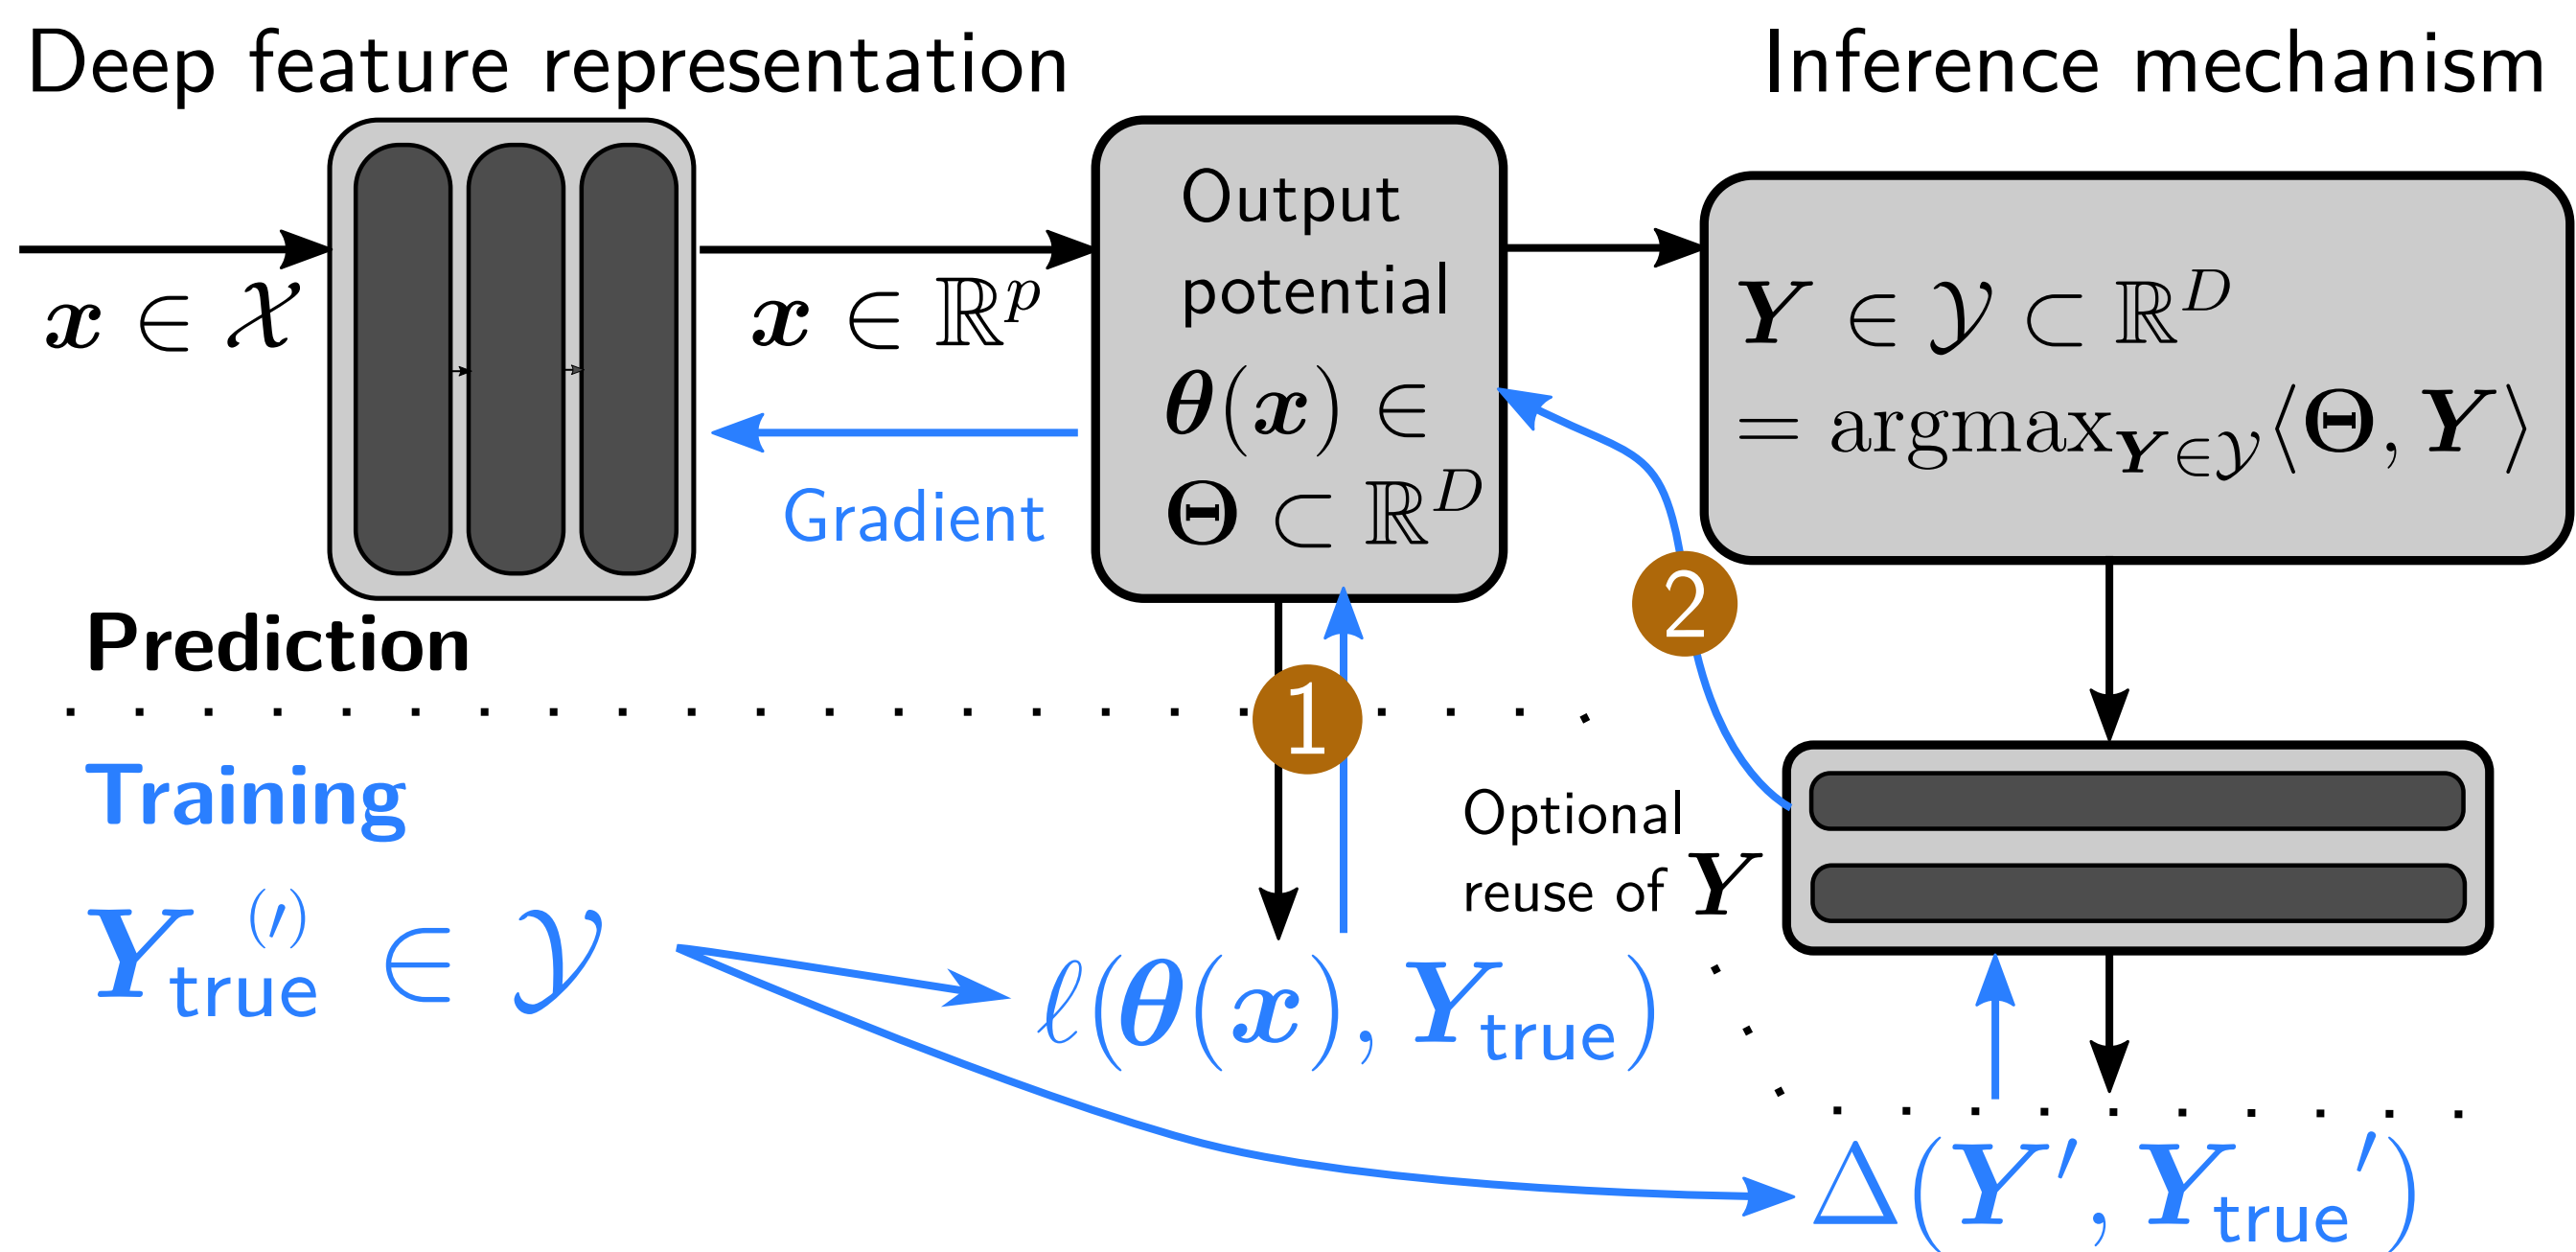 Deep feature representation
Inference mechanism
x ∈ 𝒳
x ∈ ℝ^p
Output
potential
θ(x) ∈
Θ ⊂ ℝ^D
Y ∈ 𝒴 ⊂ ℝ^D
= argmax_{Y∈𝒴}⟨Θ, Y⟩
Gradient
2
Prediction
1
Training
Optional
reuse of Y
Y_true^(′) ∈ 𝒴
ℓ(θ(x), Y_true)
Δ(Y′, Y_true′)